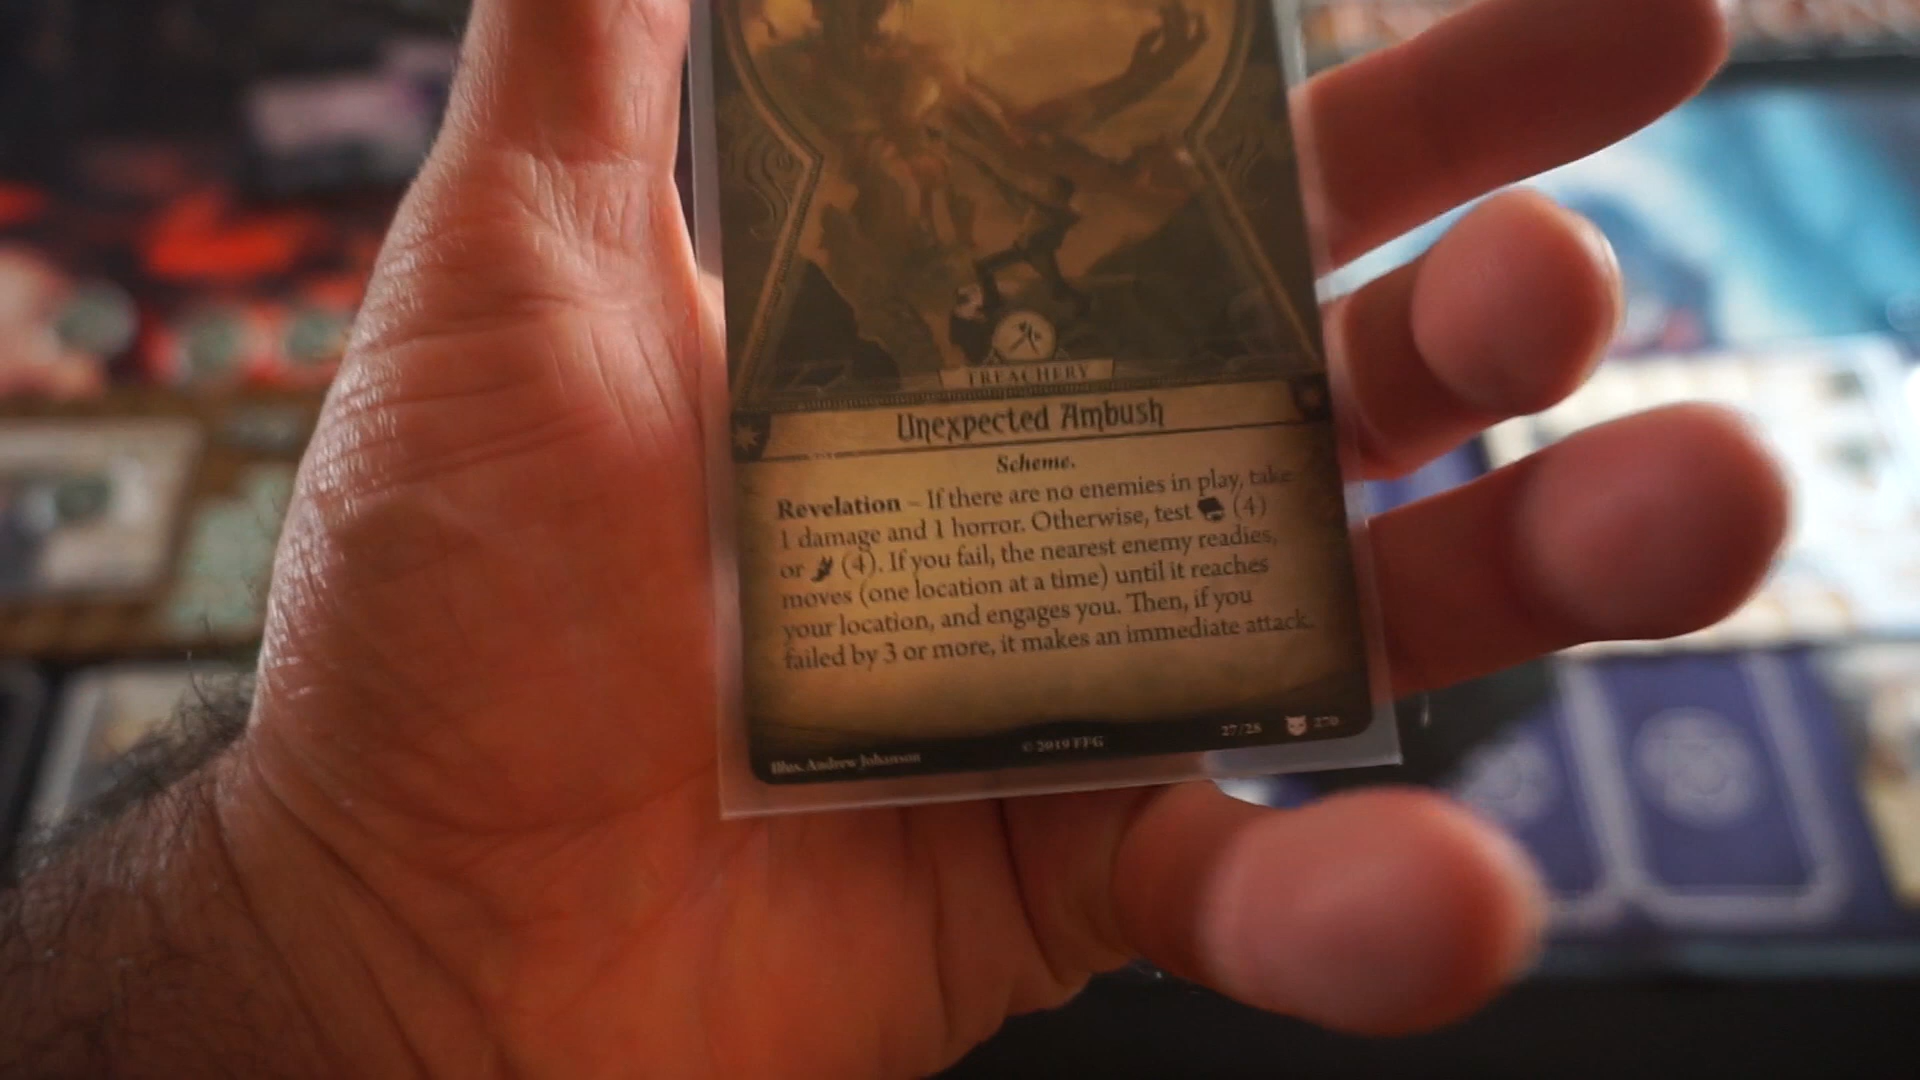 TREACHERY
Unexpected Ambush
Scheme.
Revelation – If there are no enemies in play, take
1 damage and 1 horror. Otherwise, test (4)
or (4). If you fail, the nearest enemy readies,
moves (one location at a time) until it reaches
your location, and engages you. Then, if you
failed by 3 or more, it makes an immediate attack.
Illus. Andrew Johanson
© 2019 FFG
27/28
270